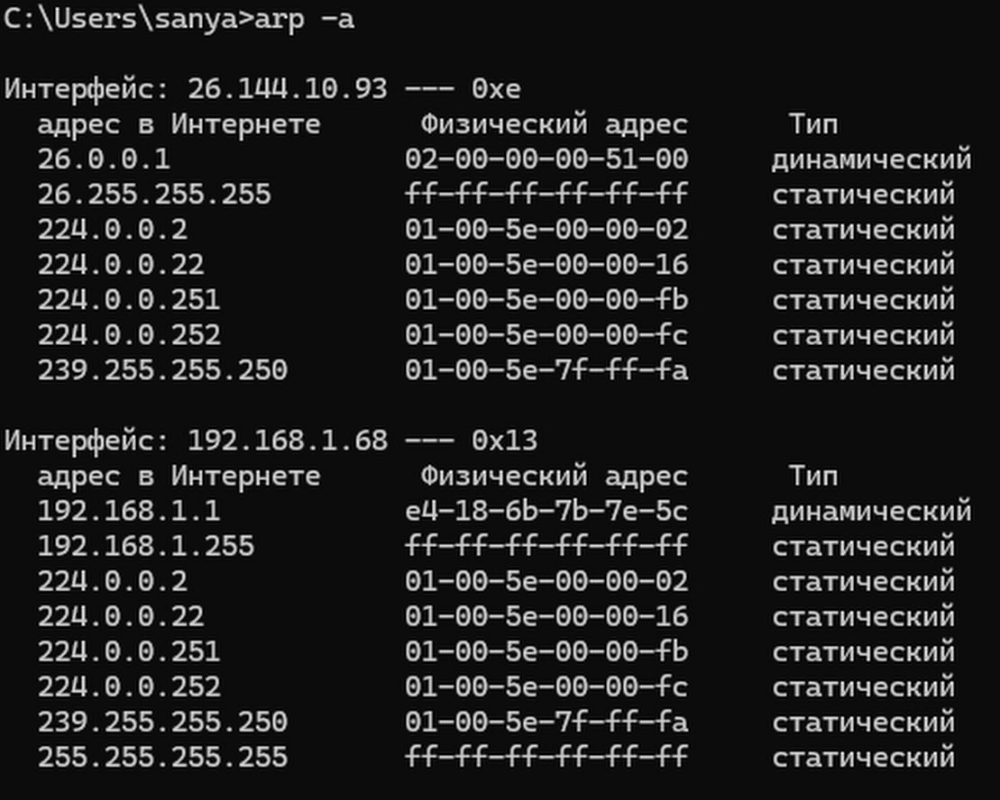 C:\Users\sanya>arp -a
Интерфейс: 26.144.10.93 --- 0xe
адрес в Интернете Физический адрес Тип
26.0.0.1 02-00-00-00-51-00 динамический
26.255.255.255 ff-ff-ff-ff-ff-ff статический
224.0.0.2 01-00-5e-00-00-02 статический
224.0.0.22 01-00-5e-00-00-16 статический
224.0.0.251 01-00-5e-00-00-fb статический
224.0.0.252 01-00-5e-00-00-fc статический
239.255.255.250 01-00-5e-7f-ff-fa статический
Интерфейс: 192.168.1.68 --- 0x13
адрес в Интернете Физический адрес Тип
192.168.1.1 e4-18-6b-7b-7e-5c динамический
192.168.1.255 ff-ff-ff-ff-ff-ff статический
224.0.0.2 01-00-5e-00-00-02 статический
224.0.0.22 01-00-5e-00-00-16 статический
224.0.0.251 01-00-5e-00-00-fb статический
224.0.0.252 01-00-5e-00-00-fc статический
239.255.255.250 01-00-5e-7f-ff-fa статический
255.255.255.255 ff-ff-ff-ff-ff-ff статический